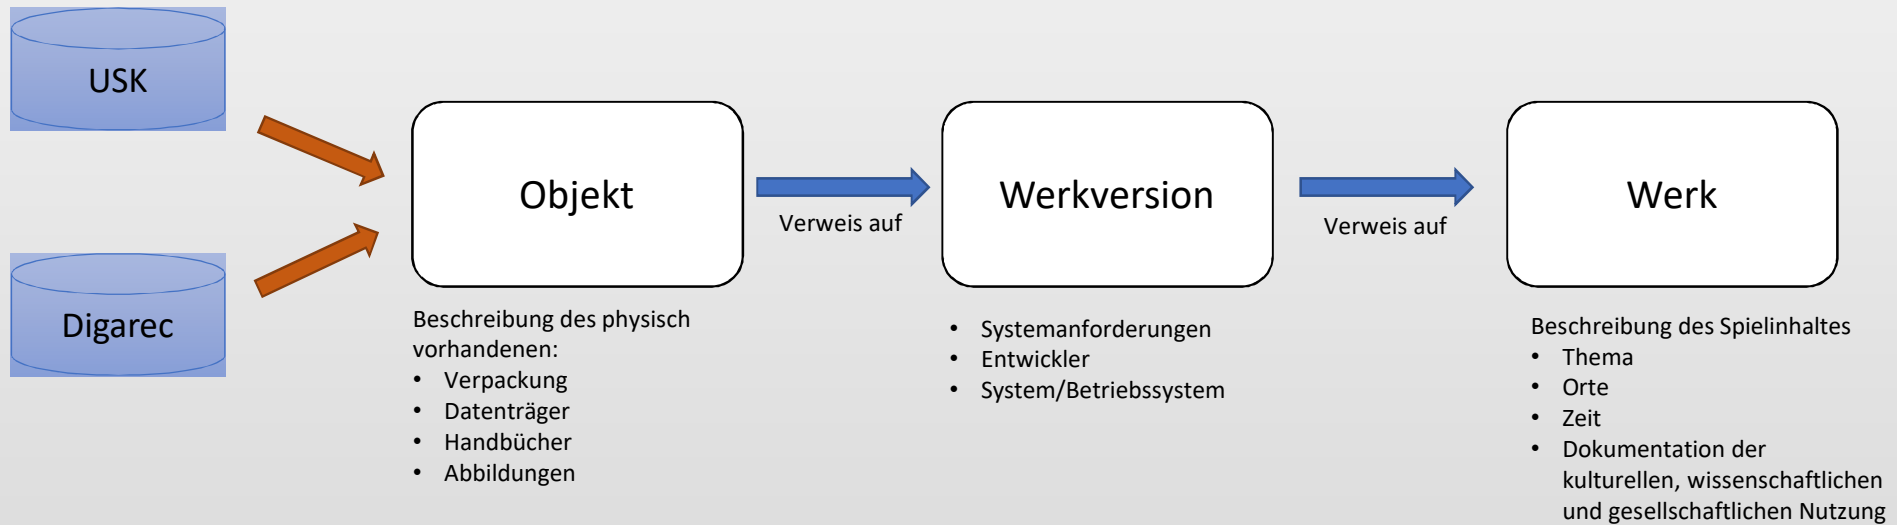 USK
Digarec
Objekt
Verweis auf
Werkversion
Verweis auf
Werk
Beschreibung des physisch
vorhandenen:
• Verpackung
• Datenträger
• Handbücher
• Abbildungen
• Systemanforderungen
• Entwickler
• System/Betriebssystem
Beschreibung des Spielinhaltes
• Thema
• Orte
• Zeit
• Dokumentation der
kulturellen, wissenschaftlichen
und gesellschaftlichen Nutzung